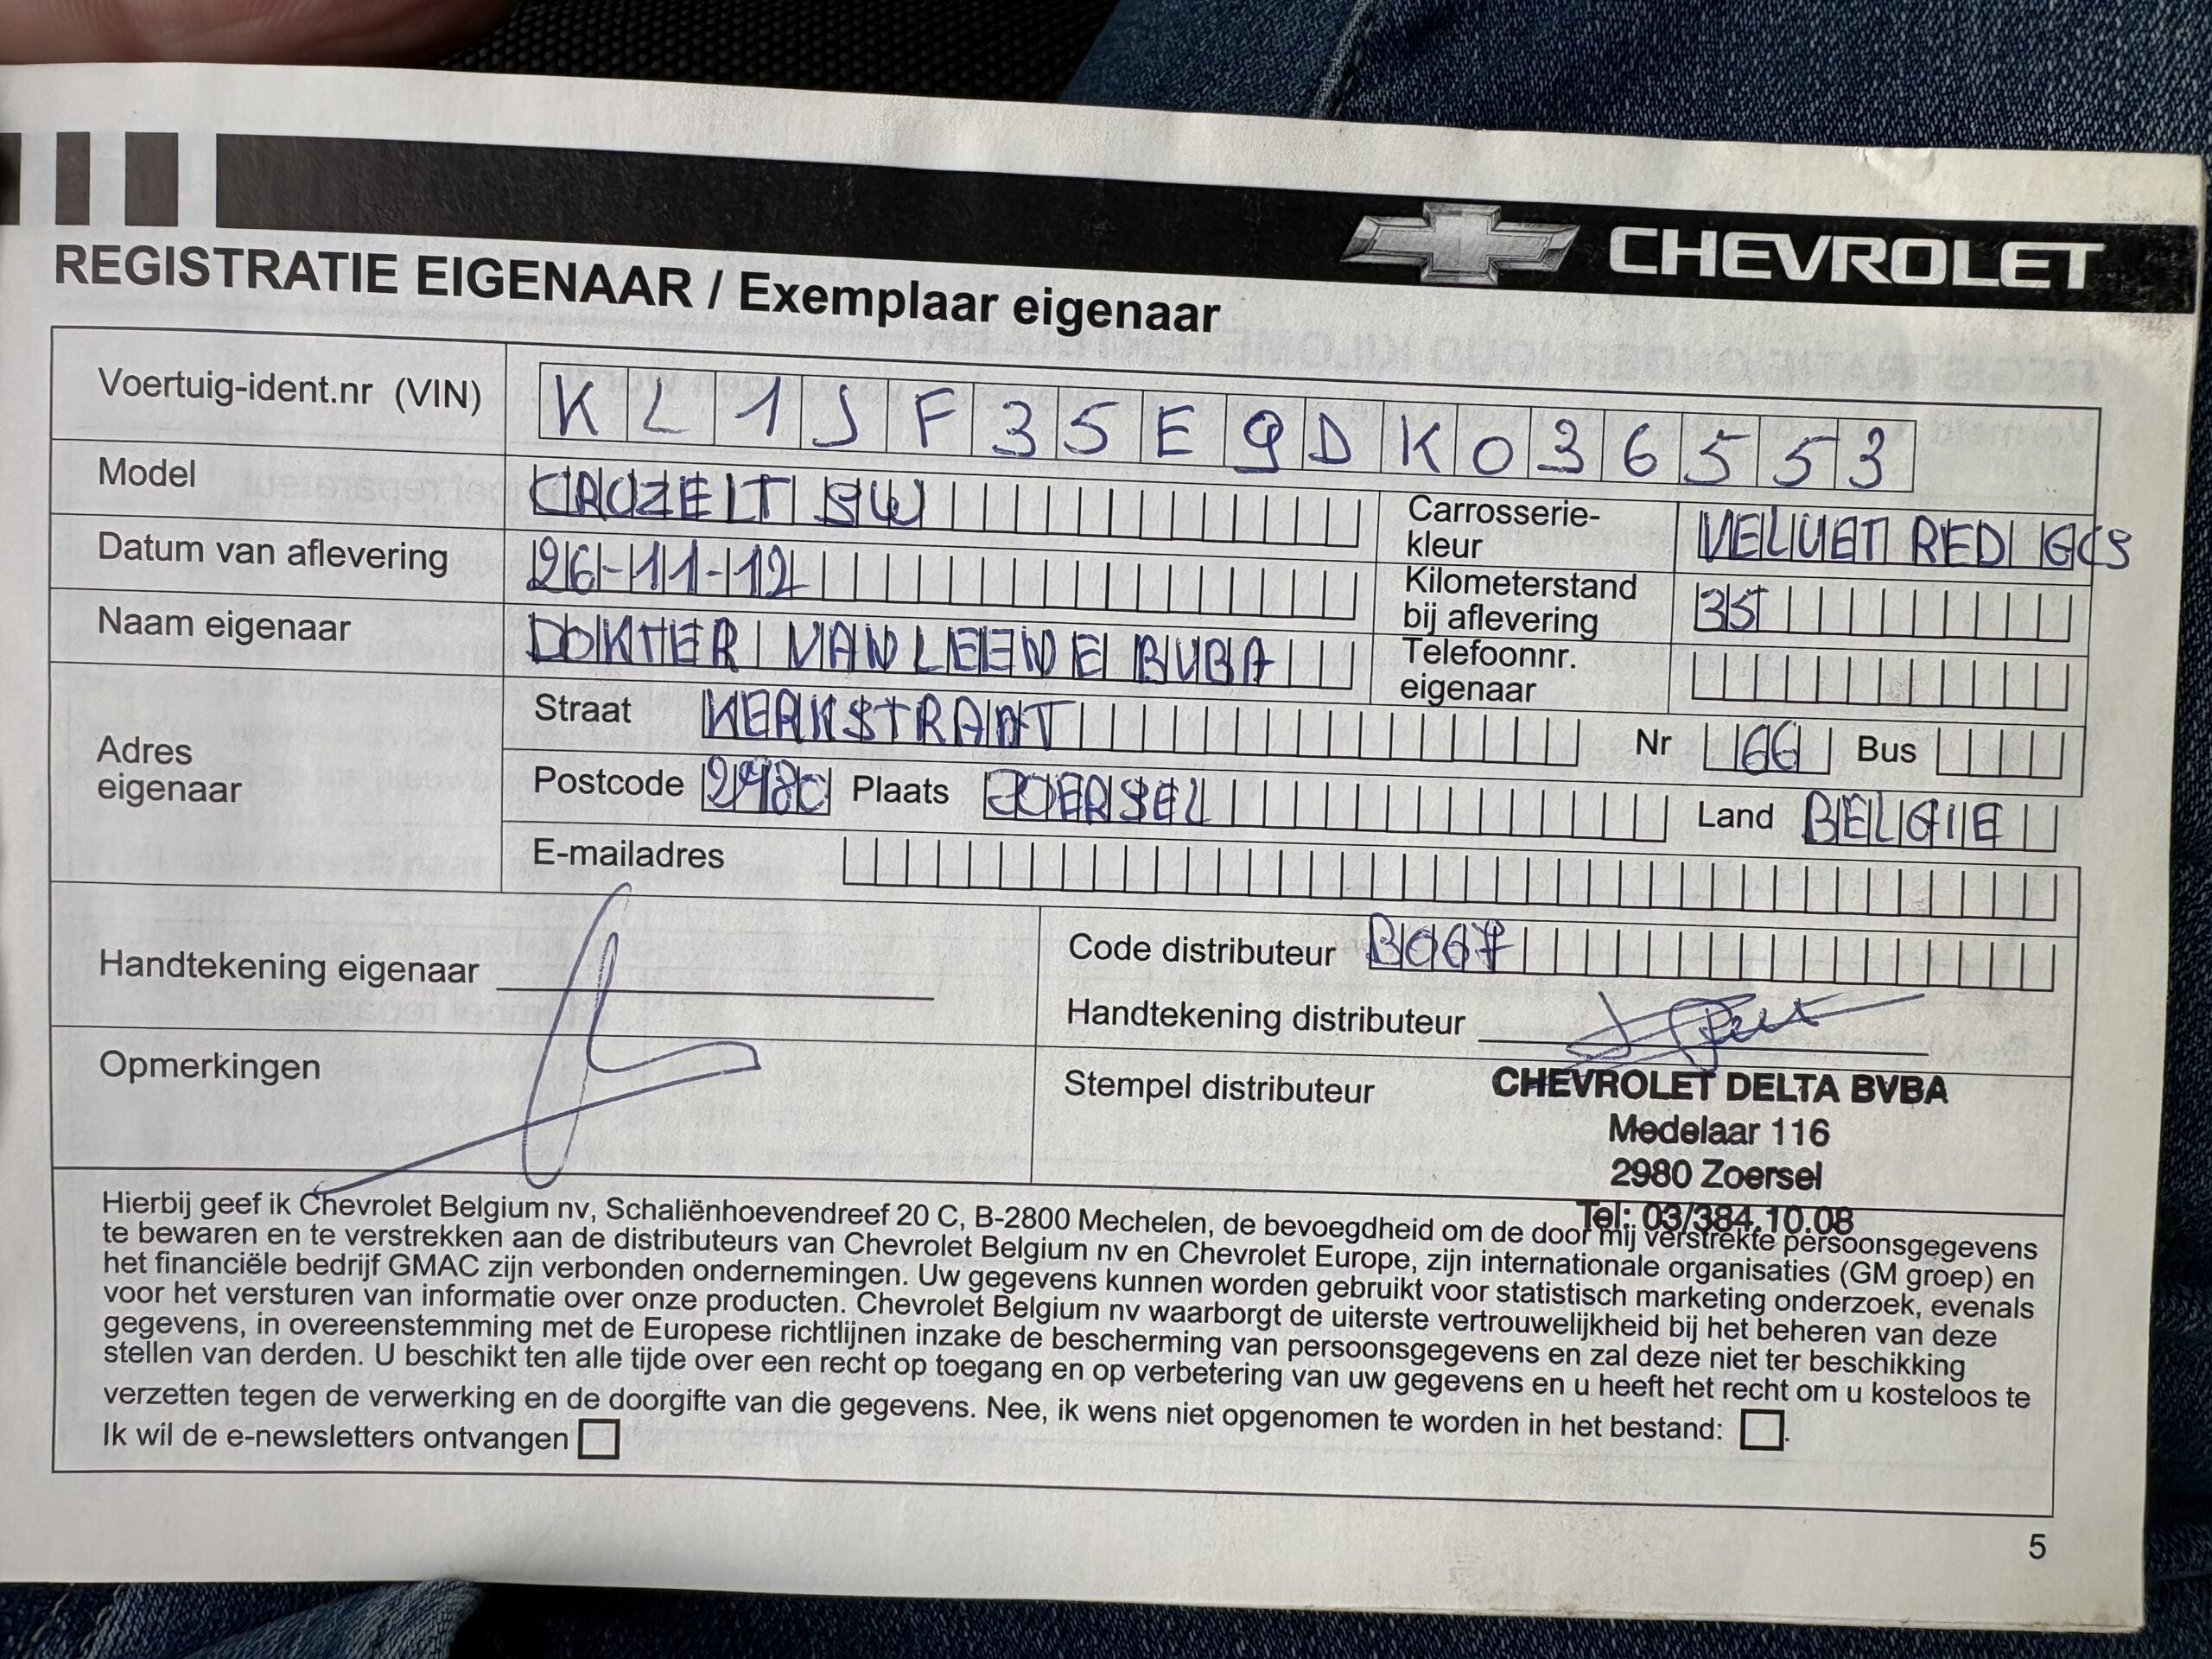 CHEVROLET
REGISTRATIE EIGENAAR / Exemplaar eigenaar
Voertuig-ident.nr (VIN) KL1JF35E9DK036553
Model CRUZE LT SW
Carrosserie-kleur VELVET RED GCS
Datum van aflevering 26-11-12
Kilometerstand bij aflevering 35
Naam eigenaar DOKTER VAN LEENE BVBA
Telefoonnr. eigenaar
Adres eigenaar
Straat KERKSTRAAT Nr 66 Bus
Postcode 2980 Plaats ZOERSEL Land BELGIE
E-mailadres
Handtekening eigenaar
Code distributeur B067
Handtekening distributeur
Opmerkingen
Stempel distributeur
CHEVROLET DELTA BVBA
Medelaar 116
2980 Zoersel
Tel: 03/384.10.08
Hierbij geef ik Chevrolet Belgium nv, Schaliënhoevendreef 20 C, B-2800 Mechelen, de bevoegdheid om de door mij verstrekte persoonsgegevens
te bewaren en te verstrekken aan de distributeurs van Chevrolet Belgium nv en Chevrolet Europe, zijn internationale organisaties (GM groep) en
het financiële bedrijf GMAC zijn verbonden ondernemingen. Uw gegevens kunnen worden gebruikt voor statistisch marketing onderzoek, evenals
voor het versturen van informatie over onze producten. Chevrolet Belgium nv waarborgt de uiterste vertrouwelijkheid bij het beheren van deze
gegevens, in overeenstemming met de Europese richtlijnen inzake de bescherming van persoonsgegevens en zal deze niet ter beschikking
stellen van derden. U beschikt ten alle tijde over een recht op toegang en op verbetering van uw gegevens en u heeft het recht om u kosteloos te
verzetten tegen de verwerking en de doorgifte van die gegevens. Nee, ik wens niet opgenomen te worden in het bestand: .
Ik wil de e-newsletters ontvangen
5